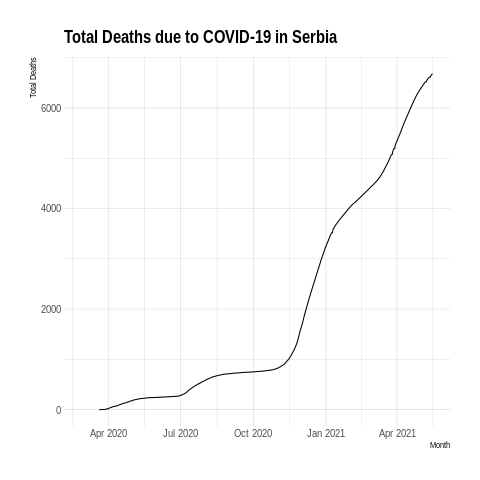 Total Deaths due to COVID-19 in Serbia
Total Deaths
6000
4000
2000
0
Apr 2020 Jul 2020 Oct 2020 Jan 2021 Apr 2021
Month